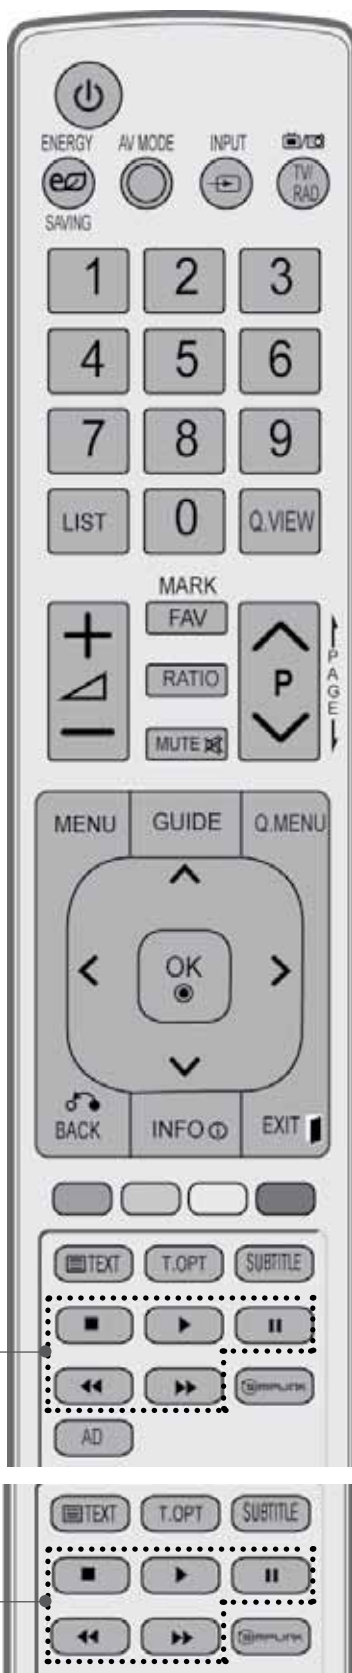 ENERGY AV MODE INPUT
TV/
RAD
SAVING
1 2 3
4 5 6
7 8 9
LIST 0 Q.VIEW
MARK
FAV
RATIO
P
PAGE
MUTE
MENU GUIDE Q.MENU
OK
BACK INFO EXIT
TEXT T.OPT SUBTITLE
SIMPLINK
AD
TEXT T.OPT SUBTITLE
SIMPLINK